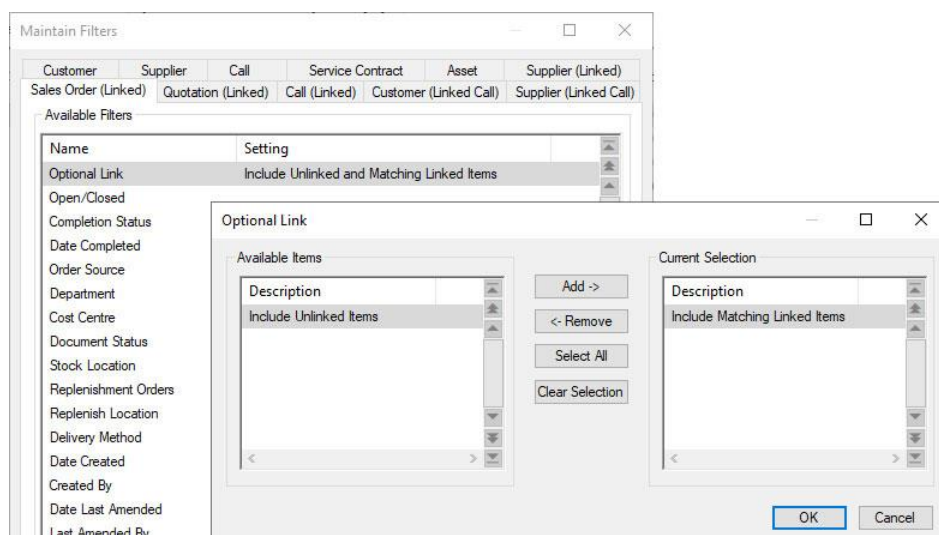 Maintain Filters
Customer Supplier Call Service Contract Asset Supplier (Linked)
Sales Order (Linked) Quotation (Linked) Call (Linked) Customer (Linked Call) Supplier (Linked Call)
Available Filters
Name Setting
Optional Link Include Unlinked and Matching Linked Items
Open/Closed
Completion Status
Date Completed
Order Source
Department
Cost Centre
Document Status
Stock Location
Replenishment Orders
Replenish Location
Delivery Method
Date Created
Created By
Date Last Amended
Last Amended By
Optional Link
Available Items
Description
Include Unlinked Items
Add ->
<- Remove
Select All
Clear Selection
Current Selection
Description
Include Matching Linked Items
OK Cancel